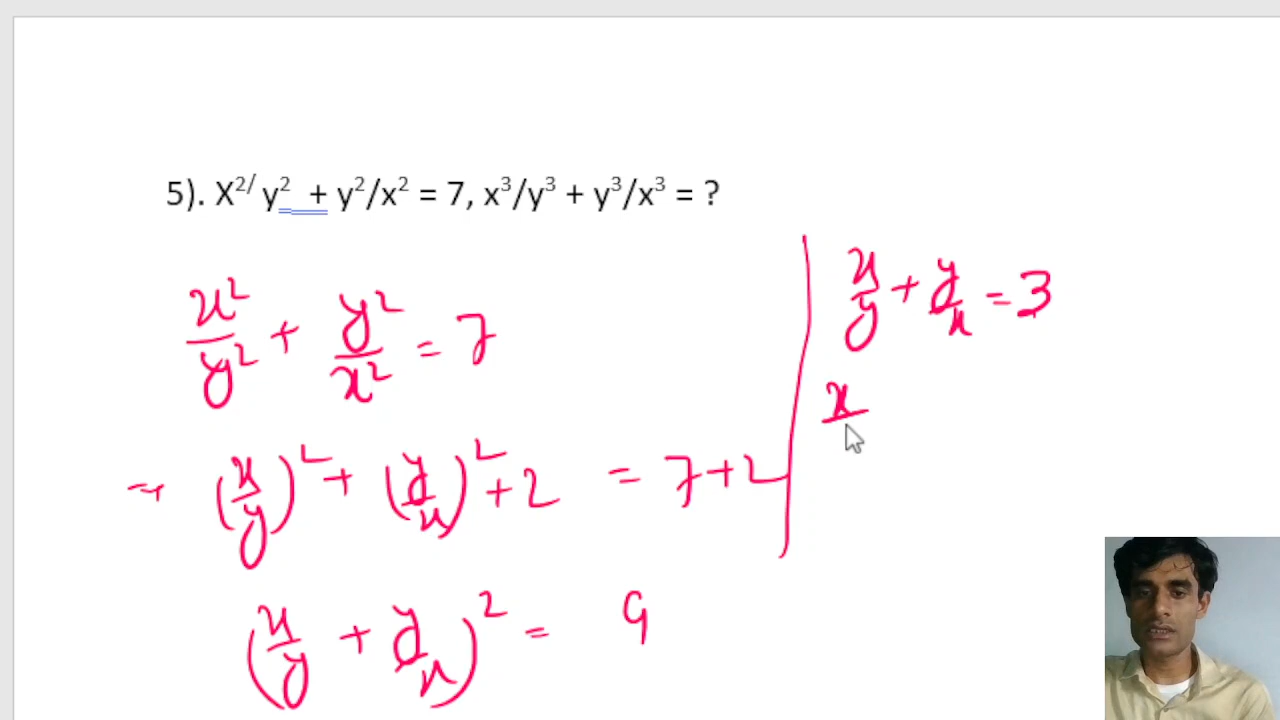 5). X²/ y² + y²/x² = 7, x³/y³ + y³/x³ = ?
x²/y² + y²/x² = 7
⇒ (x/y)² + (y/x)² + 2 = 7+2
(x/y + y/x)² = 9
x/y + y/x = 3
x